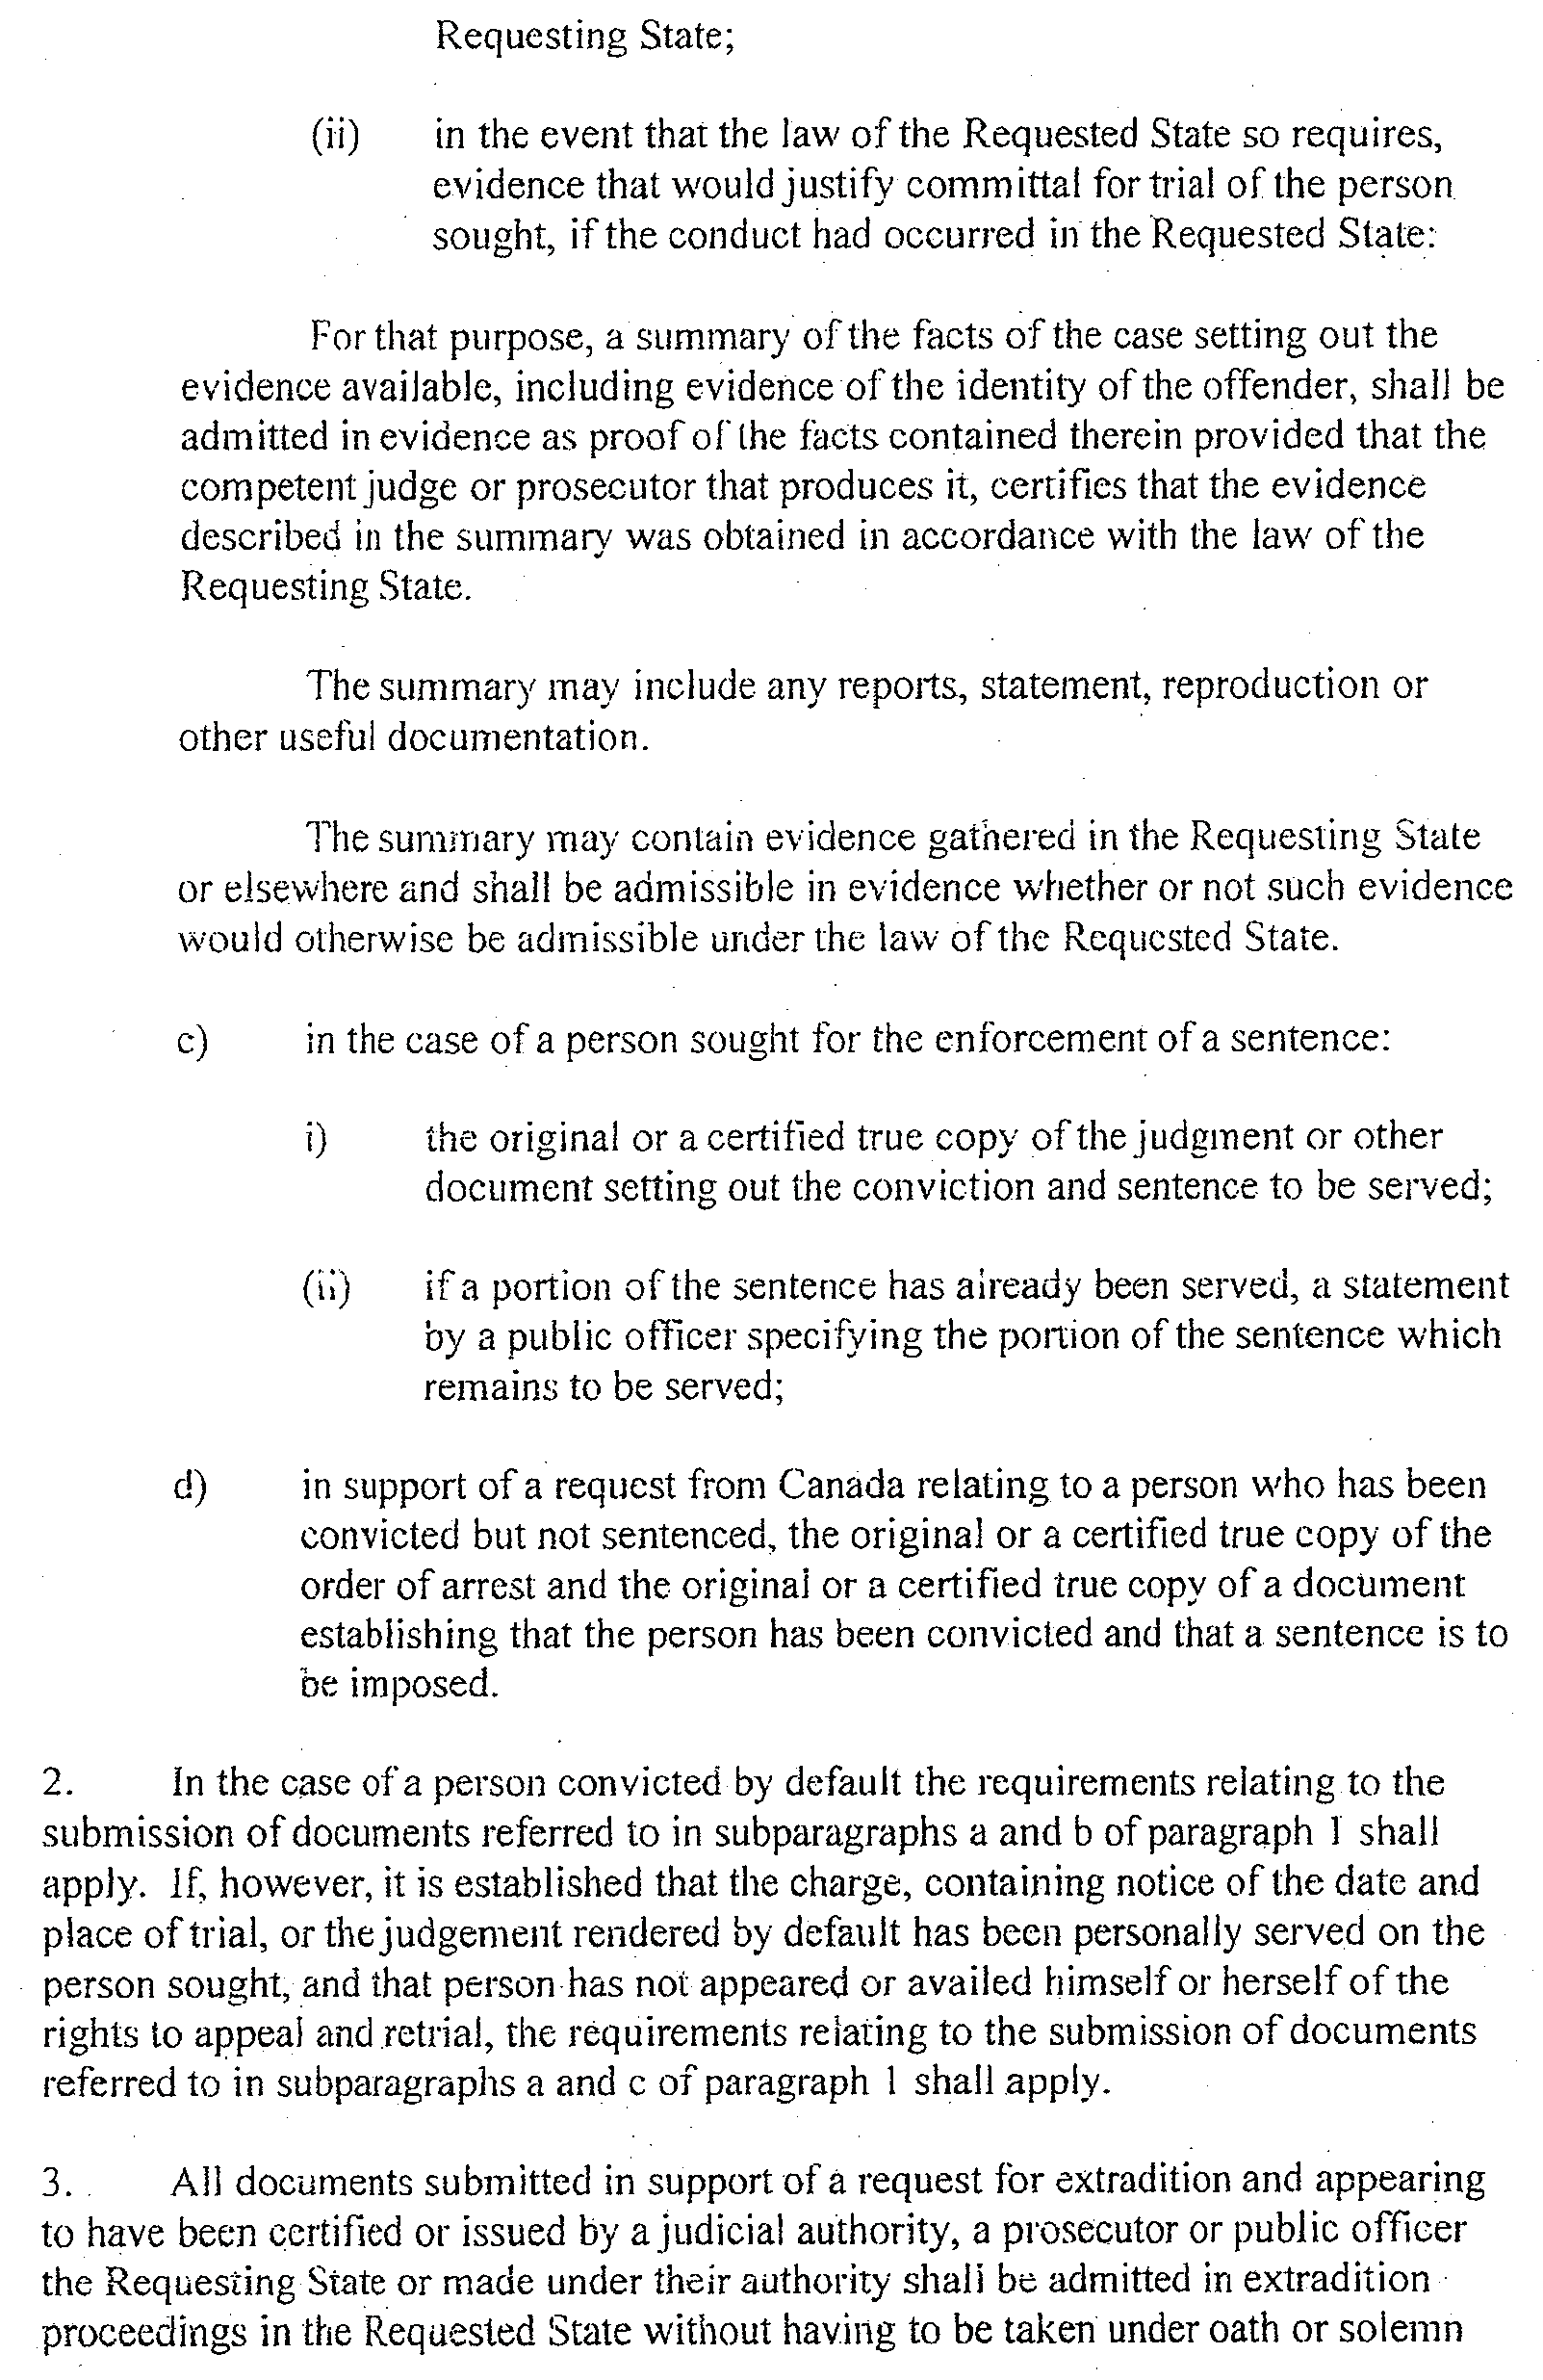 Requesting State;
(ii) in the event that the law of the Requested State so requires,
evidence that would justify committal for trial of the person
sought, if the conduct had occurred in the Requested State:
For that purpose, a summary of the facts of the case setting out the
evidence available, including evidence of the identity of the offender, shall be
admitted in evidence as proof of the facts contained therein provided that the
competent judge or prosecutor that produces it, certifies that the evidence
described in the summary was obtained in accordance with the law of the
Requesting State.
The summary may include any reports, statement, reproduction or
other useful documentation.
The summary may contain evidence gathered in the Requesting State
or elsewhere and shall be admissible in evidence whether or not such evidence
would otherwise be admissible under the law of the Requested State.
c) in the case of a person sought for the enforcement of a sentence:
i) the original or a certified true copy of the judgment or other
document setting out the conviction and sentence to be served;
(ii) if a portion of the sentence has already been served, a statement
by a public officer specifying the portion of the sentence which
remains to be served;
d) in support of a request from Canada relating to a person who has been
convicted but not sentenced, the original or a certified true copy of the
order of arrest and the original or a certified true copy of a document
establishing that the person has been convicted and that a sentence is to
be imposed.
2. In the case of a person convicted by default the requirements relating to the
submission of documents referred to in subparagraphs a and b of paragraph 1 shall
apply. If, however, it is established that the charge, containing notice of the date and
place of trial, or the judgement rendered by default has been personally served on the
person sought, and that person has not appeared or availed himself or herself of the
rights to appeal and retrial, the requirements relating to the submission of documents
referred to in subparagraphs a and c of paragraph 1 shall apply.
3. All documents submitted in support of a request for extradition and appearing
to have been certified or issued by a judicial authority, a prosecutor or public officer
the Requesting State or made under their authority shall be admitted in extradition
proceedings in the Requested State without having to be taken under oath or solemn